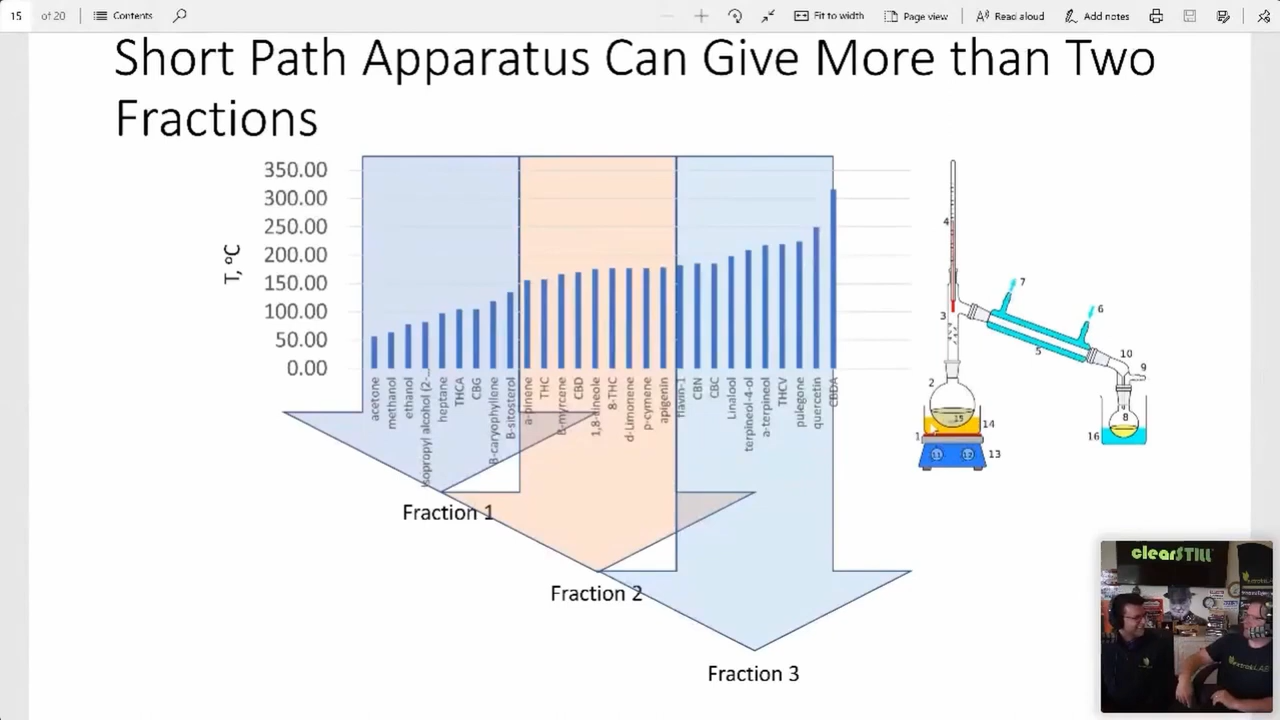 15 of 20 Contents Fit to width Page view Read aloud Add notes
Short Path Apparatus Can Give More than Two
Fractions
350.00
300.00
250.00
200.00
150.00
100.00
50.00
0.00
T, ºC
acetone
methanol
ethanol
isopropyl alcohol (2-…
heptane
THCA
CBG
B-caryophyllene
B-sitosterol
a-pinene
THC
B-myrcene
CBD
1,8-cineole
8-THC
d-Limonene
p-cymene
apigenin
flavin-1
CBN
CBC
Linalool
terpineol-4-ol
a-terpineol
THCV
pulegone
quercetin
CBDA
Fraction 1
Fraction 2
Fraction 3
4
7
3
6
5
10
9
2
15
8
14
1
16
13
clearSTILL